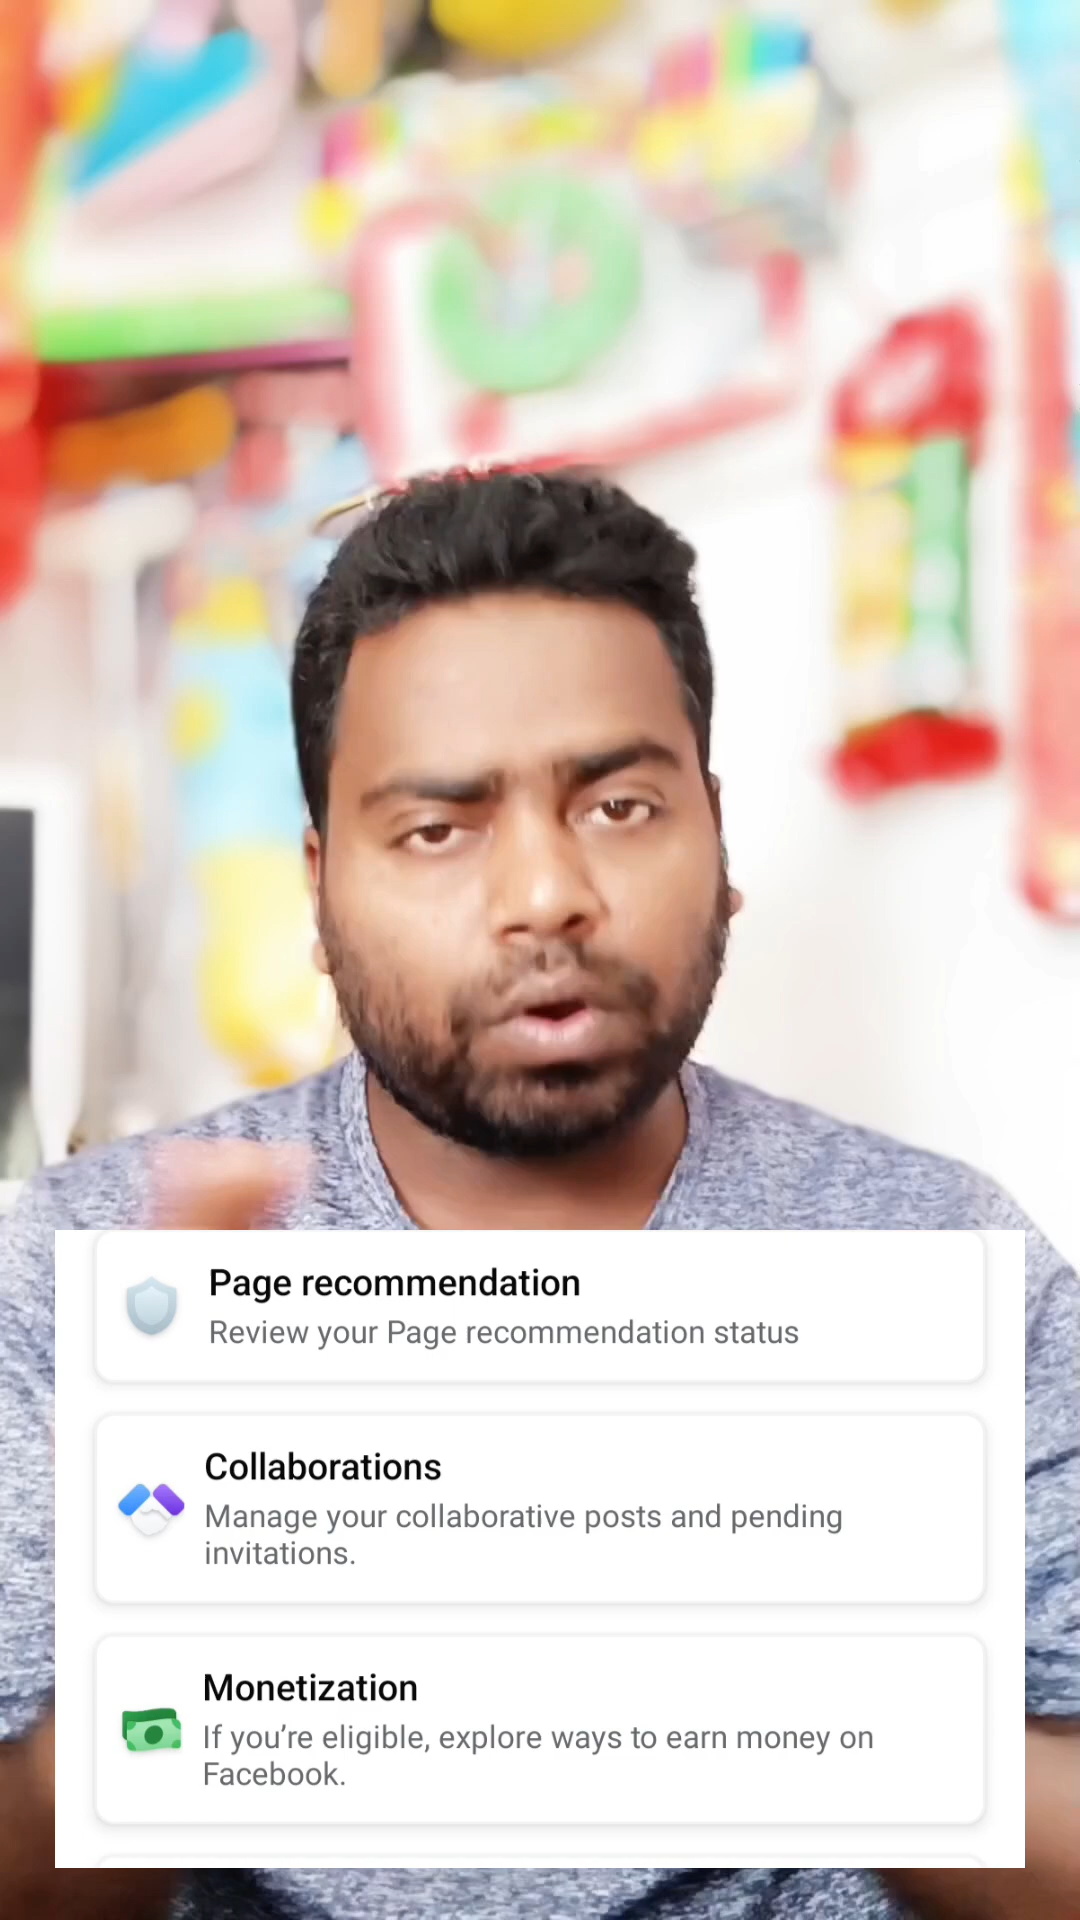 Page recommendation
Review your Page recommendation status
Collaborations
Manage your collaborative posts and pending
invitations.
Monetization
If you’re eligible, explore ways to earn money on
Facebook.